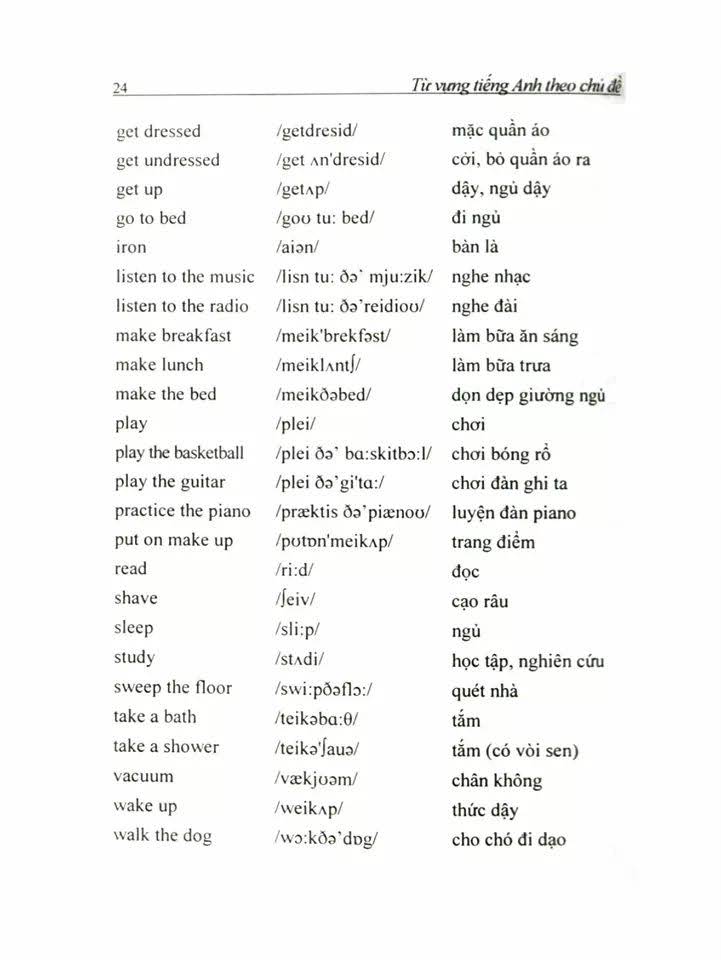 24 Từ vựng tiếng Anh theo chủ đề
get dressed /getdresid/ mặc quần áo
get undressed /get ʌn'dresid/ cởi, bỏ quần áo ra
get up /getʌp/ dậy, ngủ dậy
go to bed /goʊ tu: bed/ đi ngủ
iron /aiən/ bàn là
listen to the music /lisn tu: ðə' mju:zik/ nghe nhạc
listen to the radio /lisn tu: ðə'reidioʊ/ nghe đài
make breakfast /meik'brekfəst/ làm bữa ăn sáng
make lunch /meiklʌntʃ/ làm bữa trưa
make the bed /meikðəbed/ dọn dẹp giường ngủ
play /plei/ chơi
play the basketball /plei ðə' bɑ:skitbɔ:l/ chơi bóng rổ
play the guitar /plei ðə'gi'tɑ:/ chơi đàn ghi ta
practice the piano /præktis ðə'piænoʊ/ luyện đàn piano
put on make up /pʊtɒn'meikʌp/ trang điểm
read /ri:d/ đọc
shave /ʃeiv/ cạo râu
sleep /sli:p/ ngủ
study /stʌdi/ học tập, nghiên cứu
sweep the floor /swi:pðəflɔ:/ quét nhà
take a bath /teikəbɑ:θ/ tắm
take a shower /teikə'ʃauə/ tắm (có vòi sen)
vacuum /vækjʊəm/ chân không
wake up /weikʌp/ thức dậy
walk the dog /wɔ:kðə'dɒg/ cho chó đi dạo